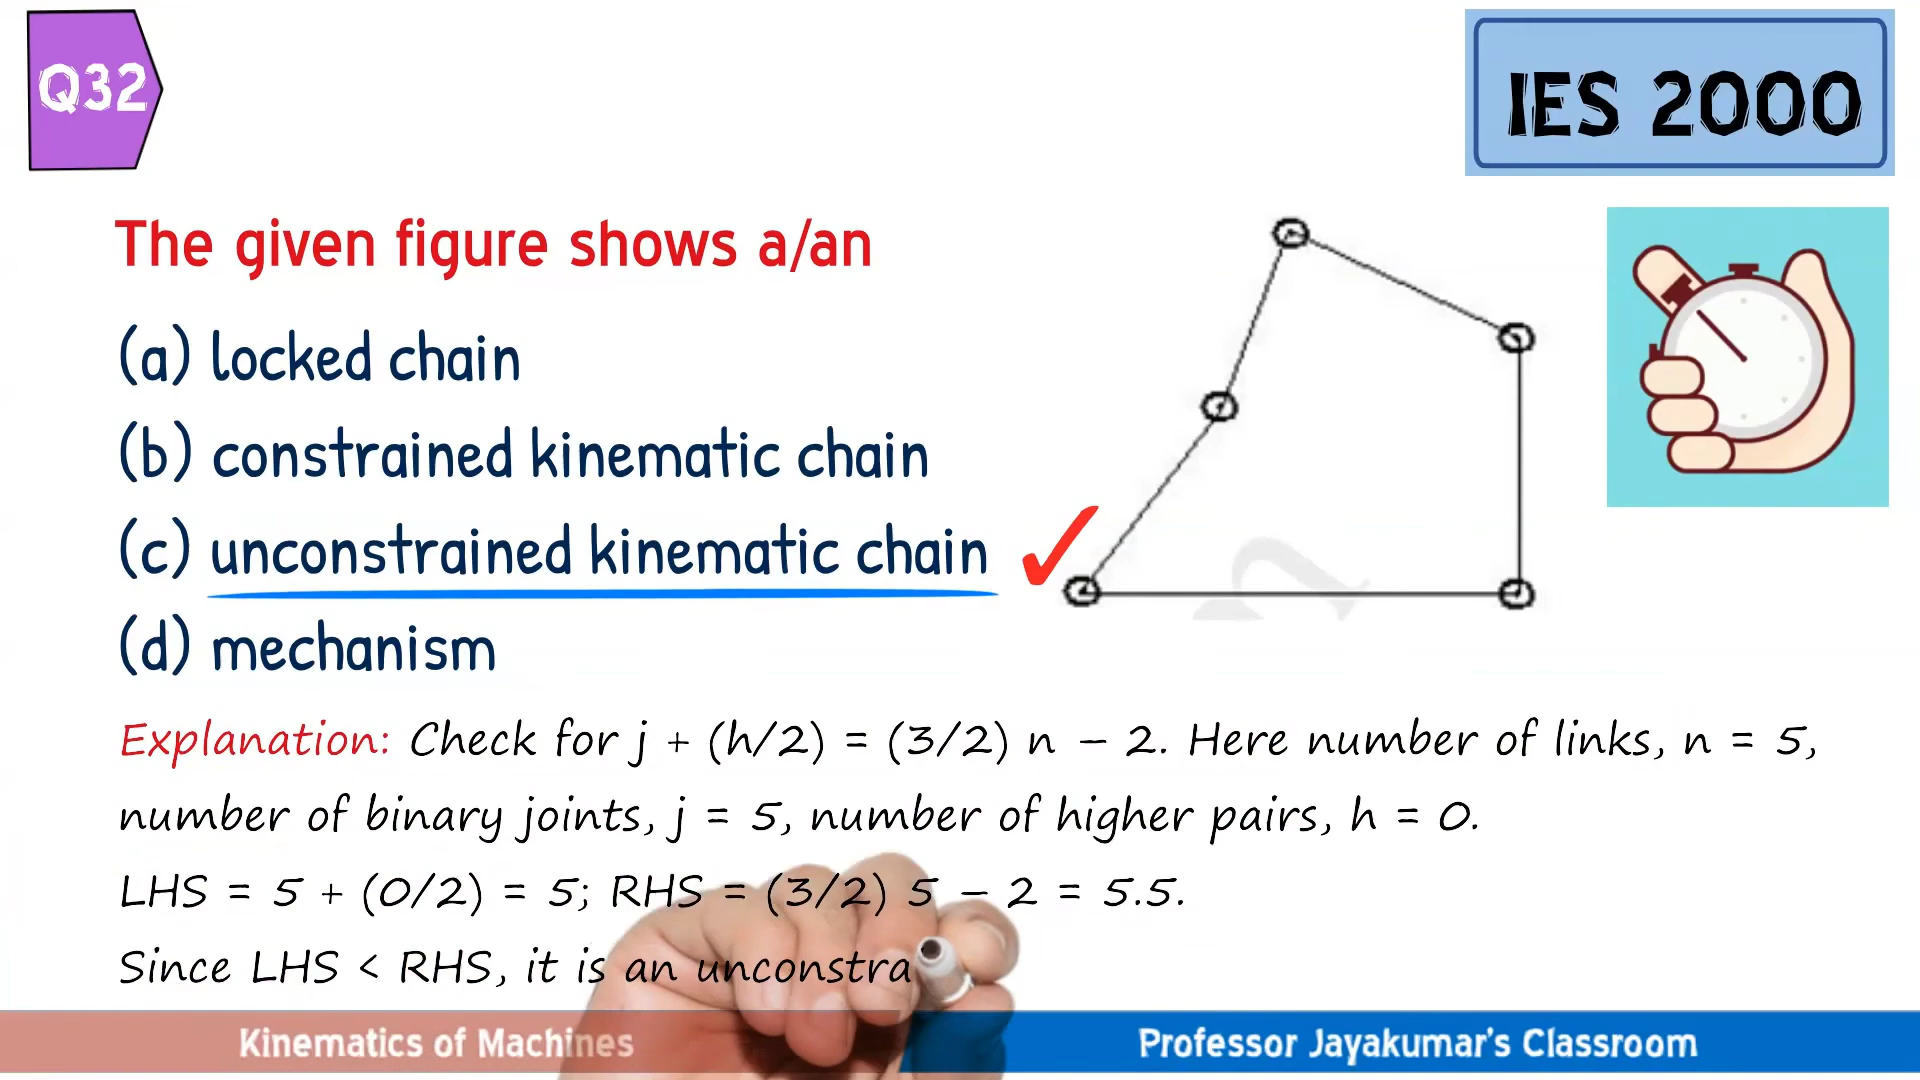 Q32
IES 2000
The given figure shows a/an
(a) locked chain
(b) constrained kinematic chain
(c) unconstrained kinematic chain
(d) mechanism
Explanation: Check for j + (h/2) = (3/2) n – 2. Here number of links, n = 5,
number of binary joints, j = 5, number of higher pairs, h = 0.
LHS = 5 + (0/2) = 5; RHS = (3/2) 5 – 2 = 5.5.
Since LHS < RHS, it is an unconstra
Kinematics of Machines
Professor Jayakumar's Classroom